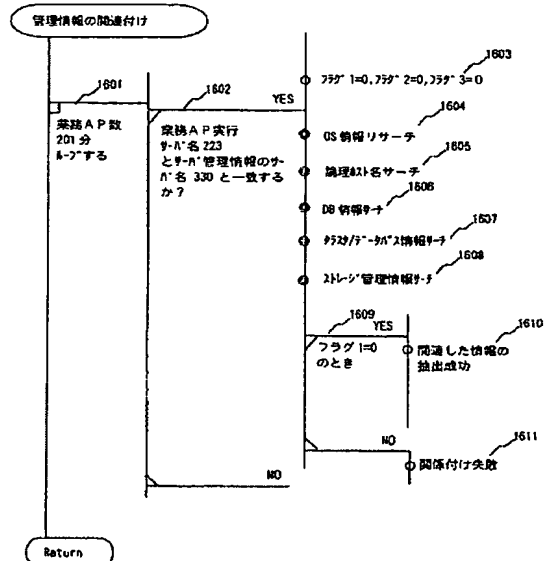 管理情報の関連付け
1601
業務AP数
201分
ループする
1602
YES
業務AP実行
サーバ名 223
とサーバ管理情報のサー
バ名 330 と一致する
か？
NO
1603
フラグ1=0,フラグ2=0,フラグ3=0
1604
OS情報リサーチ
1605
論理ホスト名サーチ
1606
DB情報サーチ
1607
クラスタ/データベース情報サーチ
1608
ストレージ管理情報サーチ
1609
YES
フラグ1=0
のとき
1610
関連した情報の
抽出成功
NO
1611
関係付け失敗
Return